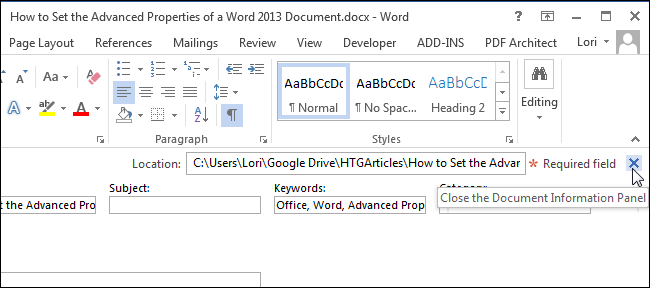 How to Set the Advanced Properties of a Word 2013 Document.docx - Word
Page Layout References Mailings Review View Developer ADD-INS PDF Architect Lori
Aa
AaBbCcDc AaBbCcDc AaBbCcD
¶ Normal ¶ No Spac... Heading 2
Editing
Paragraph Styles
Location: C:\Users\Lori\Google Drive\HTGArticles\How to Set the Advar * Required field
Subject: Keywords:
t the Advanced Pro Office, Word, Advanced Prop
Close the Document Information Panel